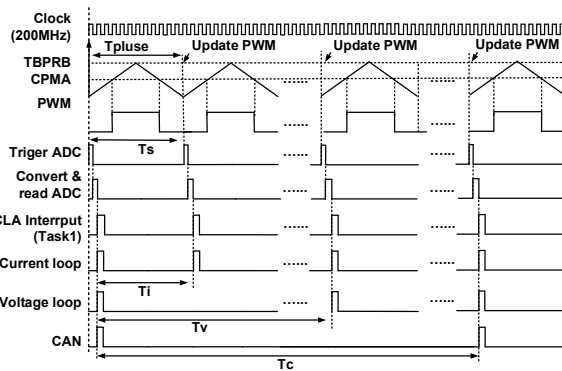 Clock
(200MHz)
Tpluse
Update PWM
Update PWM
Update PWM
TBPRB
CPMA
PWM
......
......
......
......
Ts
Triger ADC
......
......
Convert &
read ADC
......
......
CLA Interrput
(Task1)
......
......
Current loop
......
......
Ti
Voltage loop
......
......
Tv
CAN
Tc